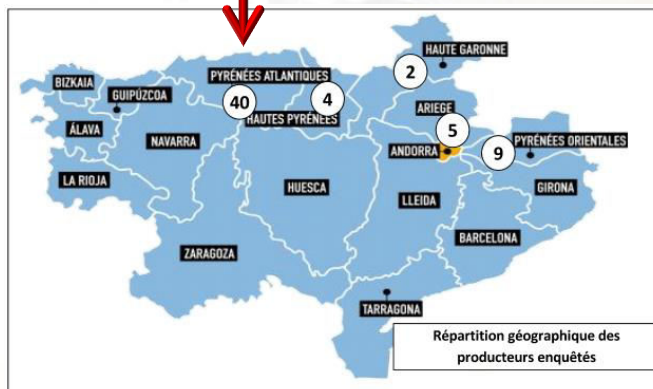 HAUTE GARONNE
2
PYRÉNÉES ATLANTIQUES
BIZKAIA
GUIPÚZCOA
40
4
HAUTES PYRÉNÉES
ARIEGE
5
ÁLAVA
NAVARRA
ANDORRA
9
PYRÉNÉES ORIENTALES
LA RIOJA
HUESCA
LLEIDA
GIRONA
BARCELONA
ZARAGOZA
TARRAGONA
Répartition géographique des
producteurs enquêtés